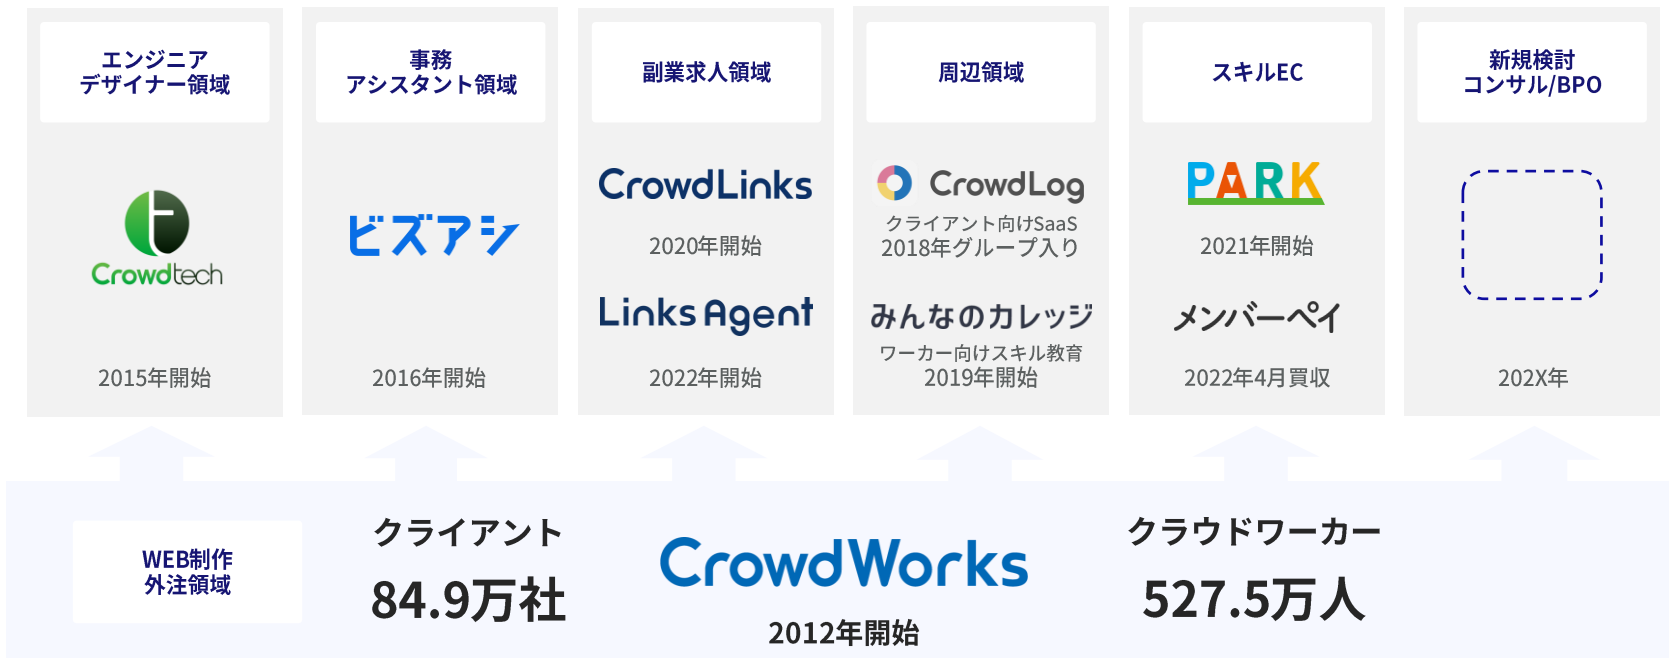 エンジニア
デザイナー領域
Crowdtech
2015年開始
事務
アシスタント領域
ビズアシ
2016年開始
副業求人領域
CrowdLinks
2020年開始
Links Agent
2022年開始
周辺領域
CrowdLog
クライアント向けSaaS
2018年グループ入り
みんなのカレッジ
ワーカー向けスキル教育
2019年開始
スキルEC
PARK
2021年開始
メンバーペイ
2022年4月買収
新規検討
コンサル/BPO
202X年
WEB制作
外注領域
クライアント
84.9万社
CrowdWorks
2012年開始
クラウドワーカー
527.5万人